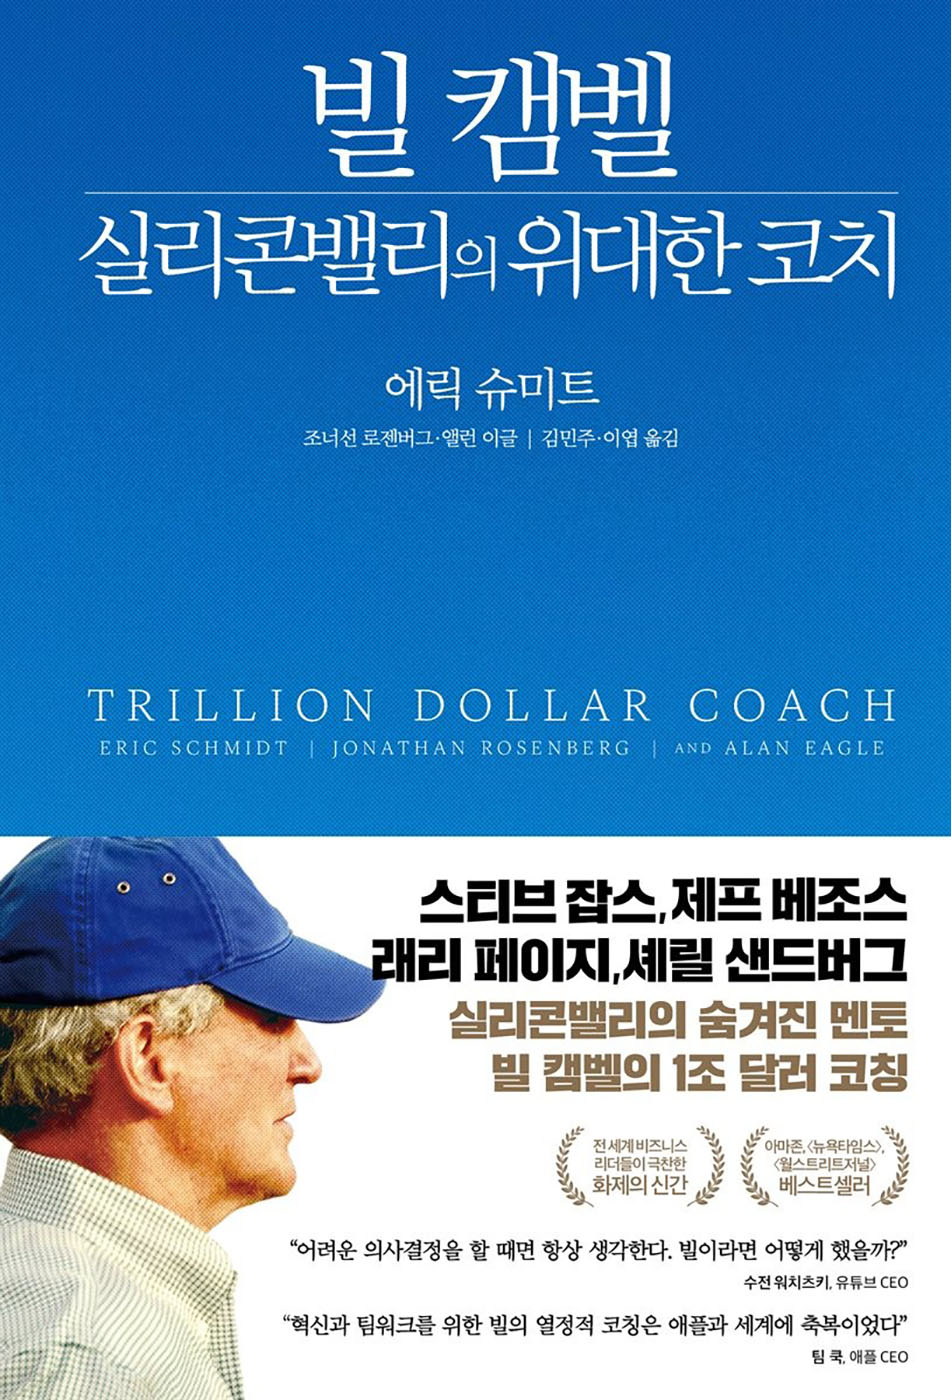 빌 캠벨
실리콘밸리의 위대한 코치
에릭 슈미트
조너선 로젠버그·앨런 이글 | 김민주·이엽 옮김
TRILLION DOLLAR COACH
ERIC SCHMIDT | JONATHAN ROSENBERG | AND ALAN EAGLE
스티브 잡스, 제프 베조스
래리 페이지, 셰릴 샌드버그
실리콘밸리의 숨겨진 멘토
빌 캠벨의 1조 달러 코칭
전 세계 비즈니스
리더들이 극찬한
화제의 신간
아마존, 〈뉴욕타임스〉,
〈월스트리트저널〉
베스트셀러
“어려운 의사결정을 할 때면 항상 생각한다. 빌이라면 어떻게 했을까?”
수전 워치츠키, 유튜브 CEO
“혁신과 팀워크를 위한 빌의 열정적 코칭은 애플과 세계에 축복이었다”
팀 쿡, 애플 CEO